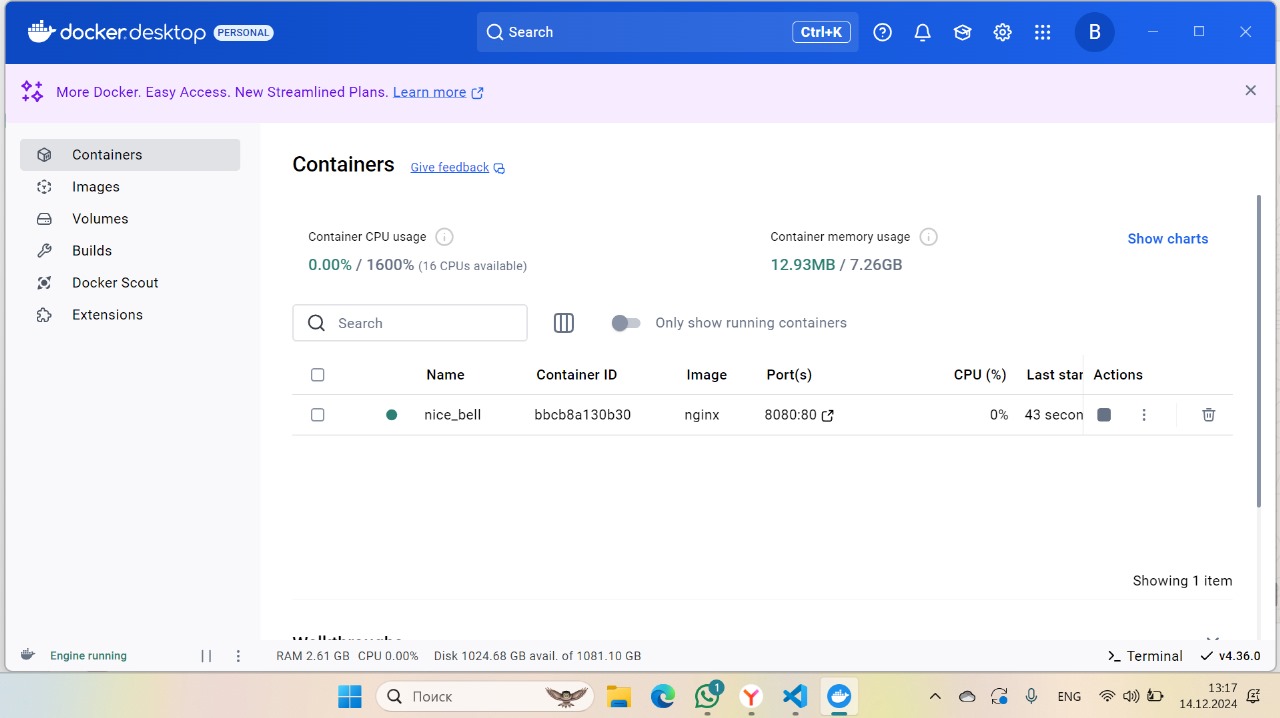 docker.desktop PERSONAL Search Ctrl+K B
More Docker. Easy Access. New Streamlined Plans. Learn more
Containers
Images
Volumes
Builds
Docker Scout
Extensions
Containers Give feedback
Container CPU usage
0.00% / 1600% (16 CPUs available)
Container memory usage
12.93MB / 7.26GB
Show charts
Search Only show running containers
Name Container ID Image Port(s) CPU (%) Last star Actions
nice_bell bbcb8a130b30 nginx 8080:80 0% 43 secon
Showing 1 item
Walkthroughs
Engine running RAM 2.61 GB CPU 0.00% Disk 1024.68 GB avail. of 1081.10 GB Terminal v4.36.0
Поиск 1 ENG 13:17
14.12.2024